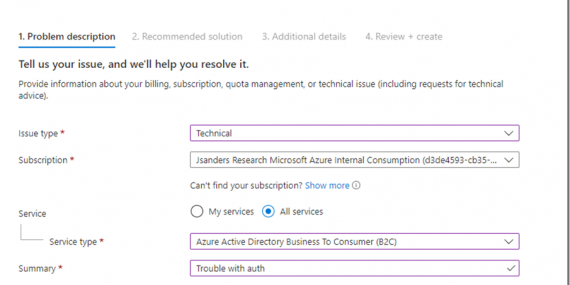 1. Problem description 2. Recommended solution 3. Additional details 4. Review + create
Tell us your issue, and we'll help you resolve it.
Provide information about your billing, subscription, quota management, or technical issue (including requests for technical
advice).
Issue type * Technical
Subscription * Jsanders Research Microsoft Azure Internal Consumption (d3de4593-cb35-...
Can't find your subscription? Show more
Service My services All services
Service type * Azure Active Directory Business To Consumer (B2C)
Summary * Trouble with auth